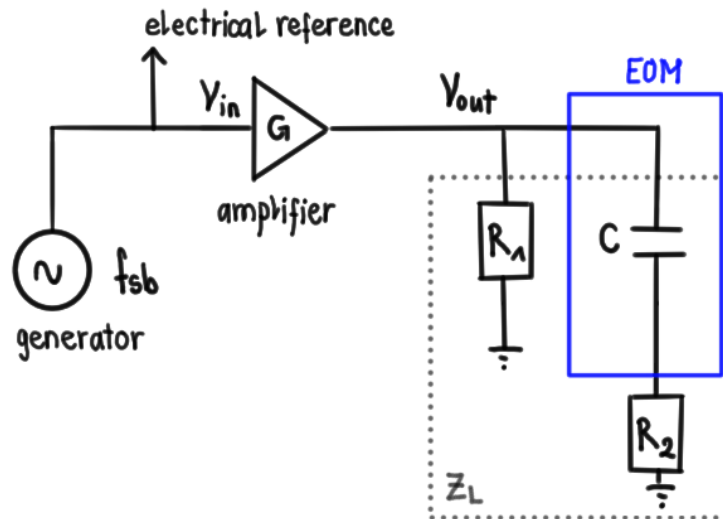 electrical reference
EOM
Vin
Vout
G
amplifier
fsb
generator
R1
C
R2
ZL